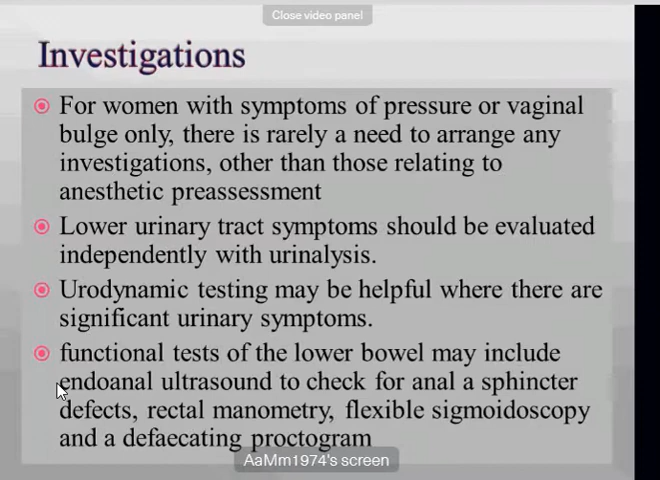 Close video panel
Investigations
For women with symptoms of pressure or vaginal
bulge only, there is rarely a need to arrange any
investigations, other than those relating to
anesthetic preassessment
Lower urinary tract symptoms should be evaluated
independently with urinalysis.
Urodynamic testing may be helpful where there are
significant urinary symptoms.
functional tests of the lower bowel may include
endoanal ultrasound to check for anal a sphincter
defects, rectal manometry, flexible sigmoidoscopy
and a defaecating proctogram
AaMm1974's screen